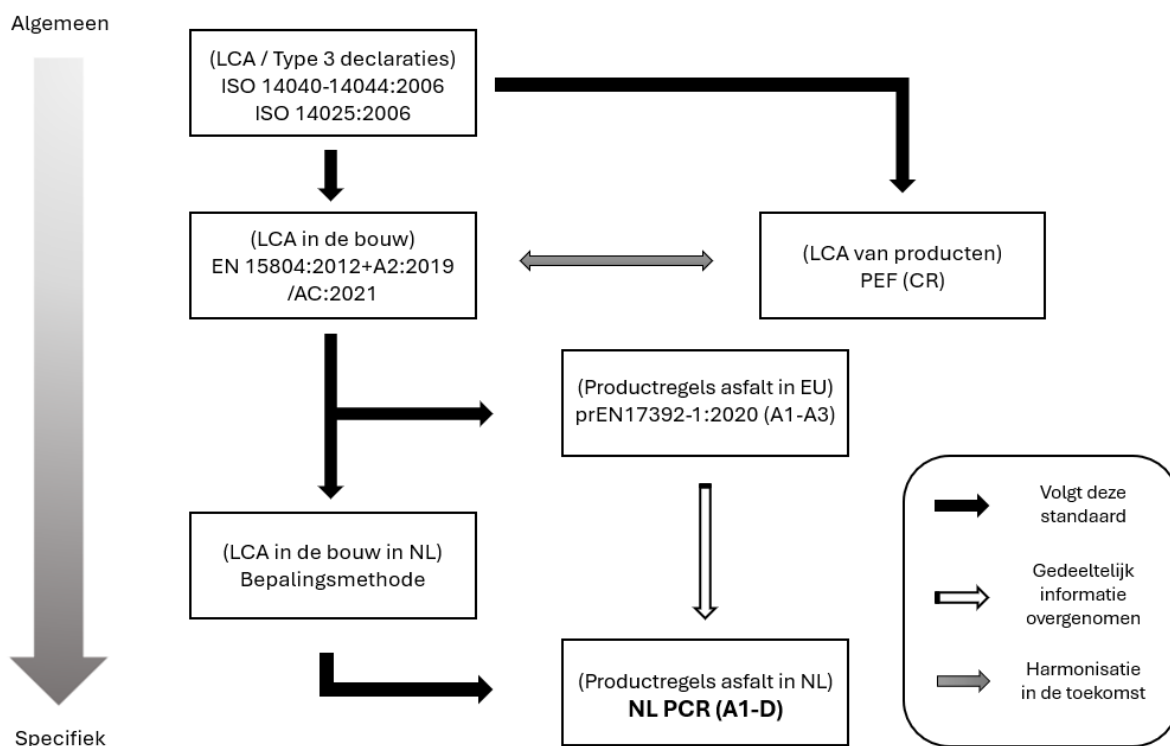 Algemeen
(LCA / Type 3 declaraties)
ISO 14040-14044:2006
ISO 14025:2006
(LCA in de bouw)
EN 15804:2012+A2:2019
/AC:2021
(LCA van producten)
PEF (CR)
(Productregels asfalt in EU)
prEN17392-1:2020 (A1-A3)
(LCA in de bouw in NL)
Bepalingsmethode
(Productregels asfalt in NL)
NL PCR (A1-D)
Volgt deze
standaard
Gedeeltelijk
informatie
overgenomen
Harmonisatie
in de toekomst
Specifiek